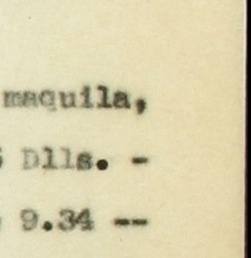 maquila,
Dlls. -
9.34 --